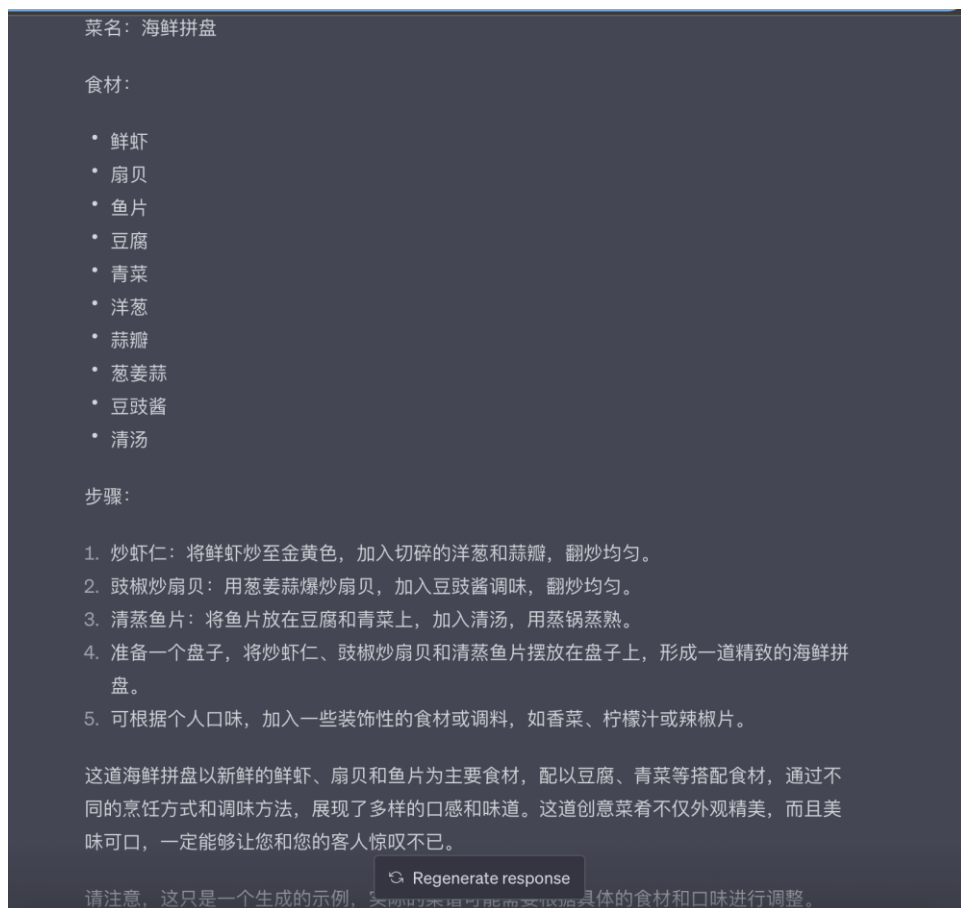 菜名：海鲜拼盘
食材：
• 鲜虾
• 扇贝
• 鱼片
• 豆腐
• 青菜
• 洋葱
• 蒜瓣
• 葱姜蒜
• 豆豉酱
• 清汤
步骤：
1. 炒虾仁：将鲜虾炒至金黄色，加入切碎的洋葱和蒜瓣，翻炒均匀。
2. 豉椒炒扇贝：用葱姜蒜爆炒扇贝，加入豆豉酱调味，翻炒均匀。
3. 清蒸鱼片：将鱼片放在豆腐和青菜上，加入清汤，用蒸锅蒸熟。
4. 准备一个盘子，将炒虾仁、豉椒炒扇贝和清蒸鱼片摆放在盘子上，形成一道精致的海鲜拼
盘。
5. 可根据个人口味，加入一些装饰性的食材或调料，如香菜、柠檬汁或辣椒片。
这道海鲜拼盘以新鲜的鲜虾、扇贝和鱼片为主要食材，配以豆腐、青菜等搭配食材，通过不
同的烹饪方式和调味方法，展现了多样的口感和味道。这道创意菜肴不仅外观精美，而且美
味可口，一定能够让您和您的客人惊叹不已。
Regenerate response
请注意，这只是一个生成的示例，实际的菜谱可能需要根据具体的食材和口味进行调整。